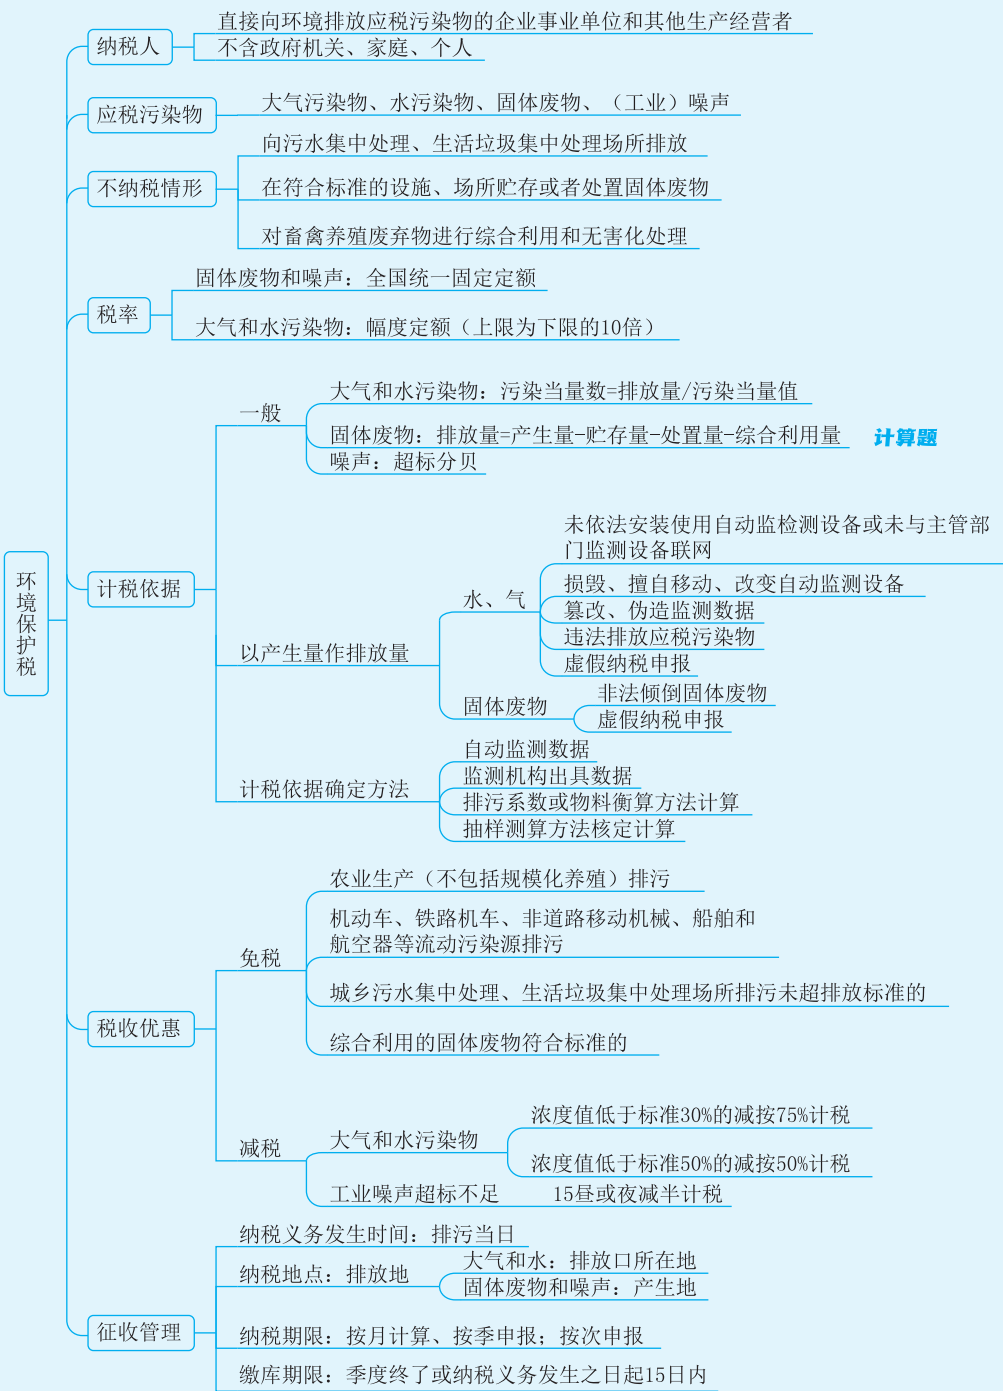 环境保护税
纳税人
直接向环境排放应税污染物的企业事业单位和其他生产经营者
不含政府机关、家庭、个人
应税污染物
大气污染物、水污染物、固体废物、（工业）噪声
不纳税情形
向污水集中处理、生活垃圾集中处理场所排放
在符合标准的设施、场所贮存或者处置固体废物
对畜禽养殖废弃物进行综合利用和无害化处理
税率
固体废物和噪声：全国统一固定定额
大气和水污染物：幅度定额（上限为下限的10倍）
计税依据
一般
大气和水污染物：污染当量数=排放量/污染当量值
固体废物：排放量=产生量-贮存量-处置量-综合利用量
计算题
噪声：超标分贝
以产生量作排放量
水、气
未依法安装使用自动监检测设备或未与主管部
门监测设备联网
损毁、擅自移动、改变自动监测设备
篡改、伪造监测数据
违法排放应税污染物
虚假纳税申报
固体废物
非法倾倒固体废物
虚假纳税申报
计税依据确定方法
自动监测数据
监测机构出具数据
排污系数或物料衡算方法计算
抽样测算方法核定计算
税收优惠
免税
农业生产（不包括规模化养殖）排污
机动车、铁路机车、非道路移动机械、船舶和
航空器等流动污染源排污
城乡污水集中处理、生活垃圾集中处理场所排污未超排放标准的
综合利用的固体废物符合标准的
减税
大气和水污染物
浓度值低于标准30%的减按75%计税
浓度值低于标准50%的减按50%计税
工业噪声超标不足 15昼或夜减半计税
征收管理
纳税义务发生时间：排污当日
纳税地点：排放地
大气和水：排放口所在地
固体废物和噪声：产生地
纳税期限：按月计算、按季申报；按次申报
缴库期限：季度终了或纳税义务发生之日起15日内